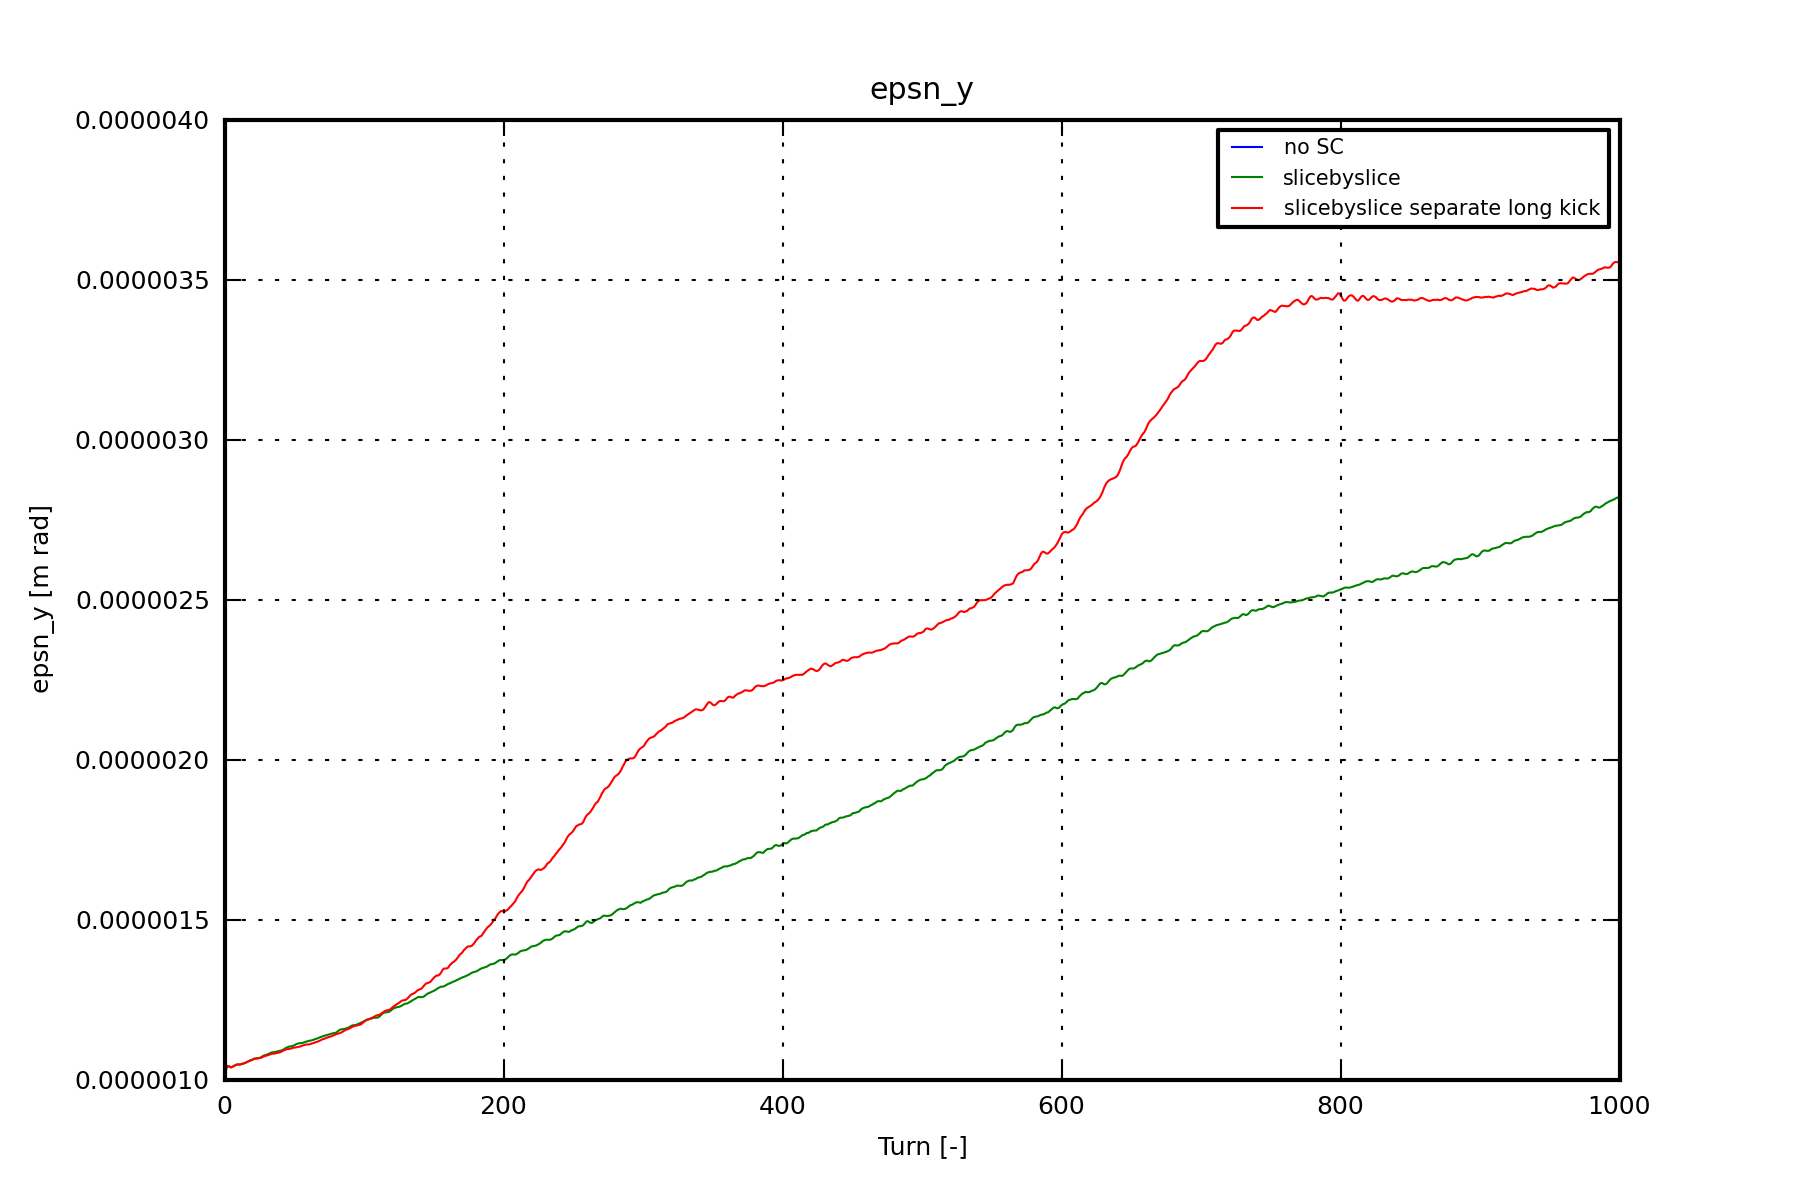 epsn_y
0.0000040
0.0000035
0.0000030
0.0000025
0.0000020
0.0000015
0.0000010
epsn_y [m rad]
no SC
slicebyslice
slicebyslice separate long kick
0 200 400 600 800 1000
Turn [-]